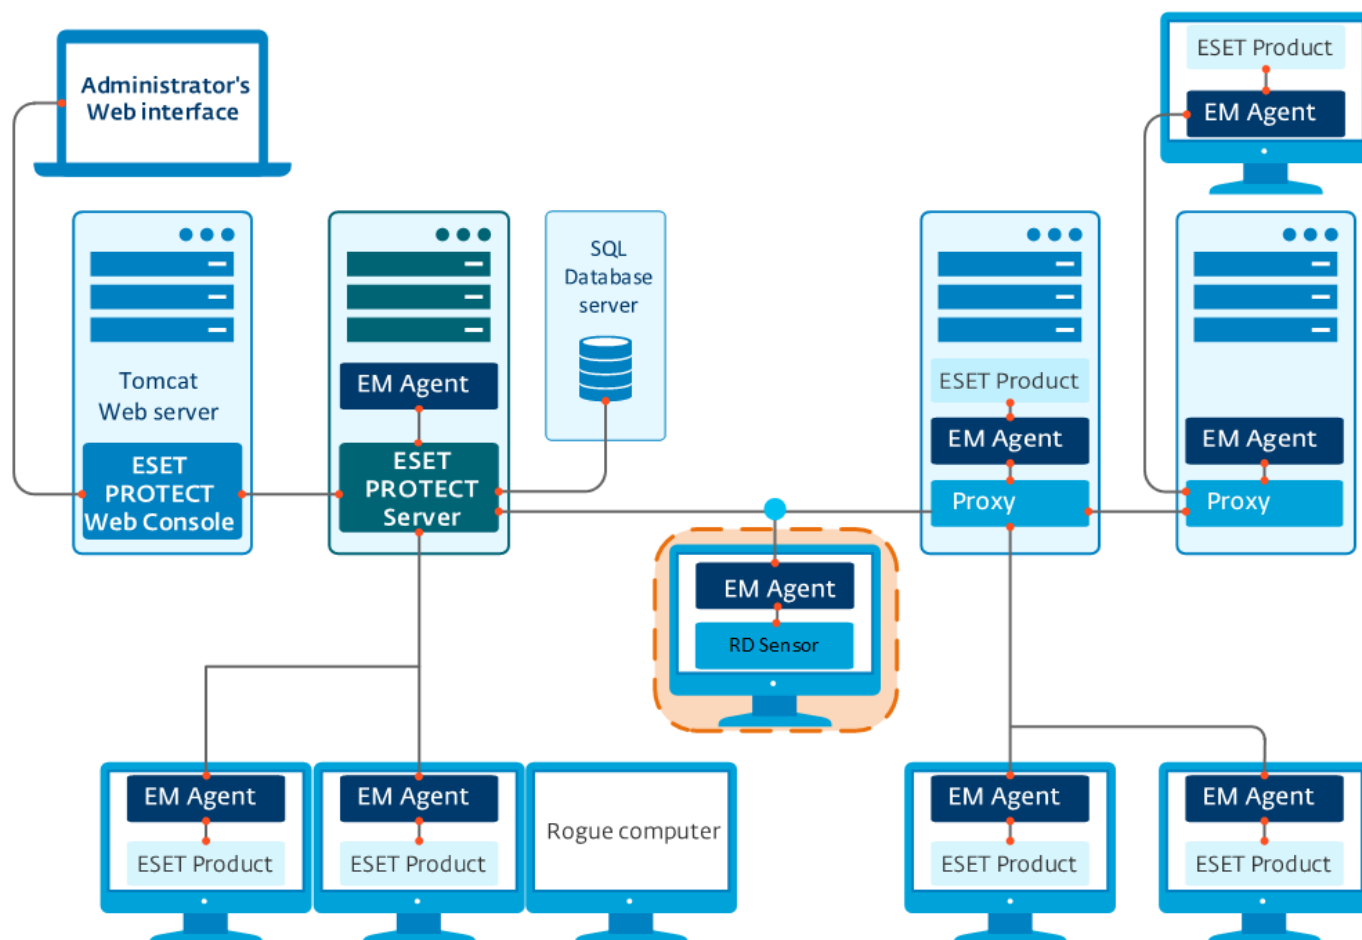 Administrator's
Web interface
ESET Product
EM Agent
Tomcat
Web server
ESET
PROTECT
Web Console
EM Agent
ESET
PROTECT
Server
SQL
Database
server
ESET Product
EM Agent
Proxy
EM Agent
Proxy
EM Agent
RD Sensor
EM Agent
ESET Product
EM Agent
ESET Product
Rogue computer
EM Agent
ESET Product
EM Agent
ESET Product